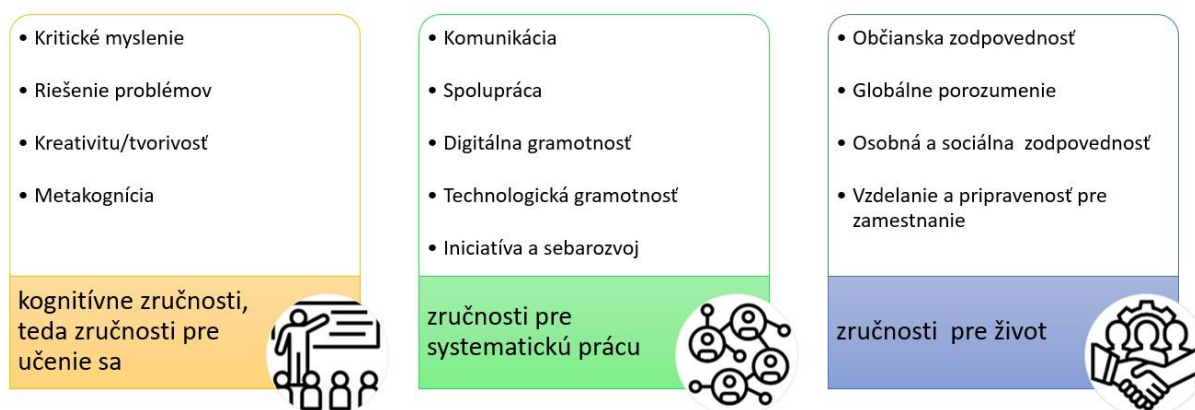 • Kritické myslenie
• Riešenie problémov
• Kreativitu/tvorivosť
• Metakognícia
kognitívne zručnosti,
teda zručnosti pre
učenie sa
• Komunikácia
• Spolupráca
• Digitálna gramotnosť
• Technologická gramotnosť
• Iniciatíva a sebarozvoj
zručnosti pre
systematickú prácu
• Občianska zodpovednosť
• Globálne porozumenie
• Osobná a sociálna  zodpovednosť
• Vzdelanie a pripravenosť pre
zamestnanie
zručnosti  pre život